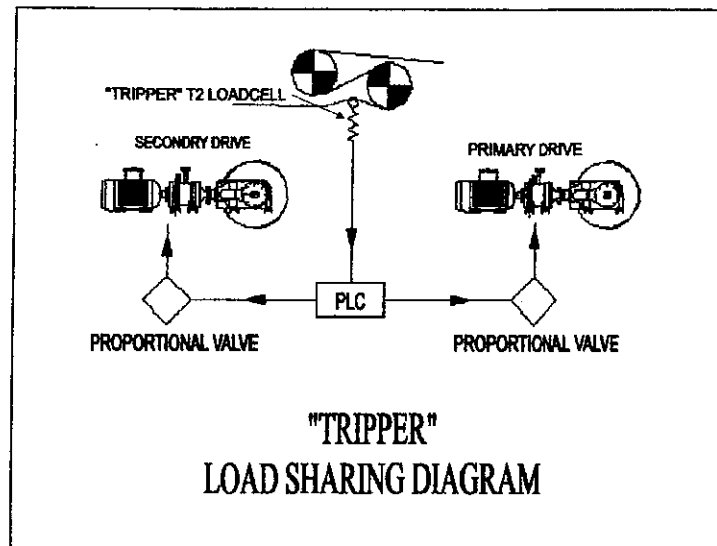 "TRIPPER" T2 LOADCELL
SECONDRY DRIVE
PRIMARY DRIVE
PLC
PROPORTIONAL VALVE
PROPORTIONAL VALVE
"TRIPPER"
LOAD SHARING DIAGRAM